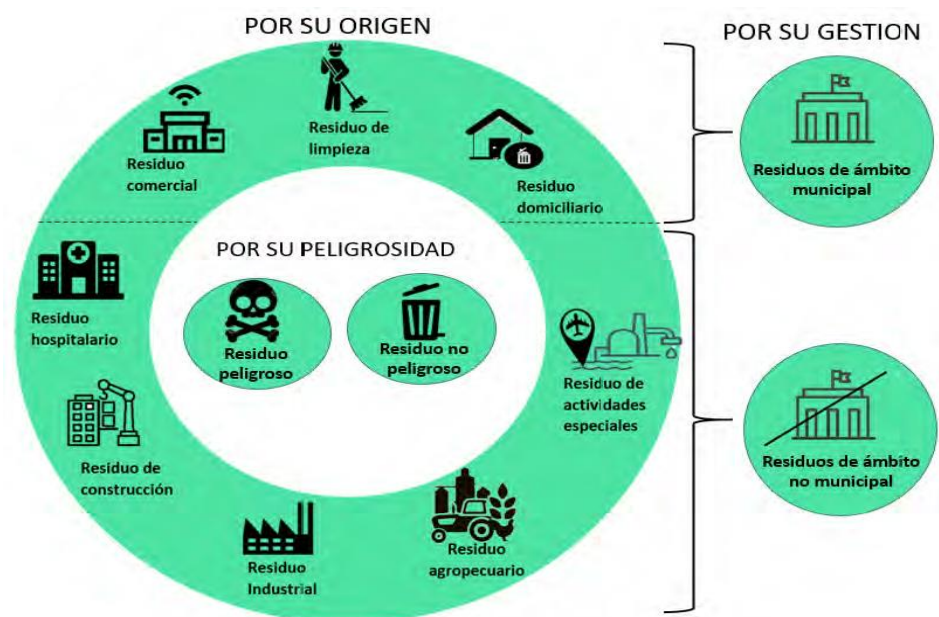 POR SU ORIGEN
POR SU GESTION
Residuo de
limpieza
Residuo
comercial
Residuo
domiciliario
Residuos de ámbito
municipal
POR SU PELIGROSIDAD
Residuo
hospitalario
Residuo
peligroso
Residuo no
peligroso
Residuo de
actividades
especiales
Residuo de
construcción
Residuos de ámbito
no municipal
Residuo
Industrial
Residuo
agropecuario